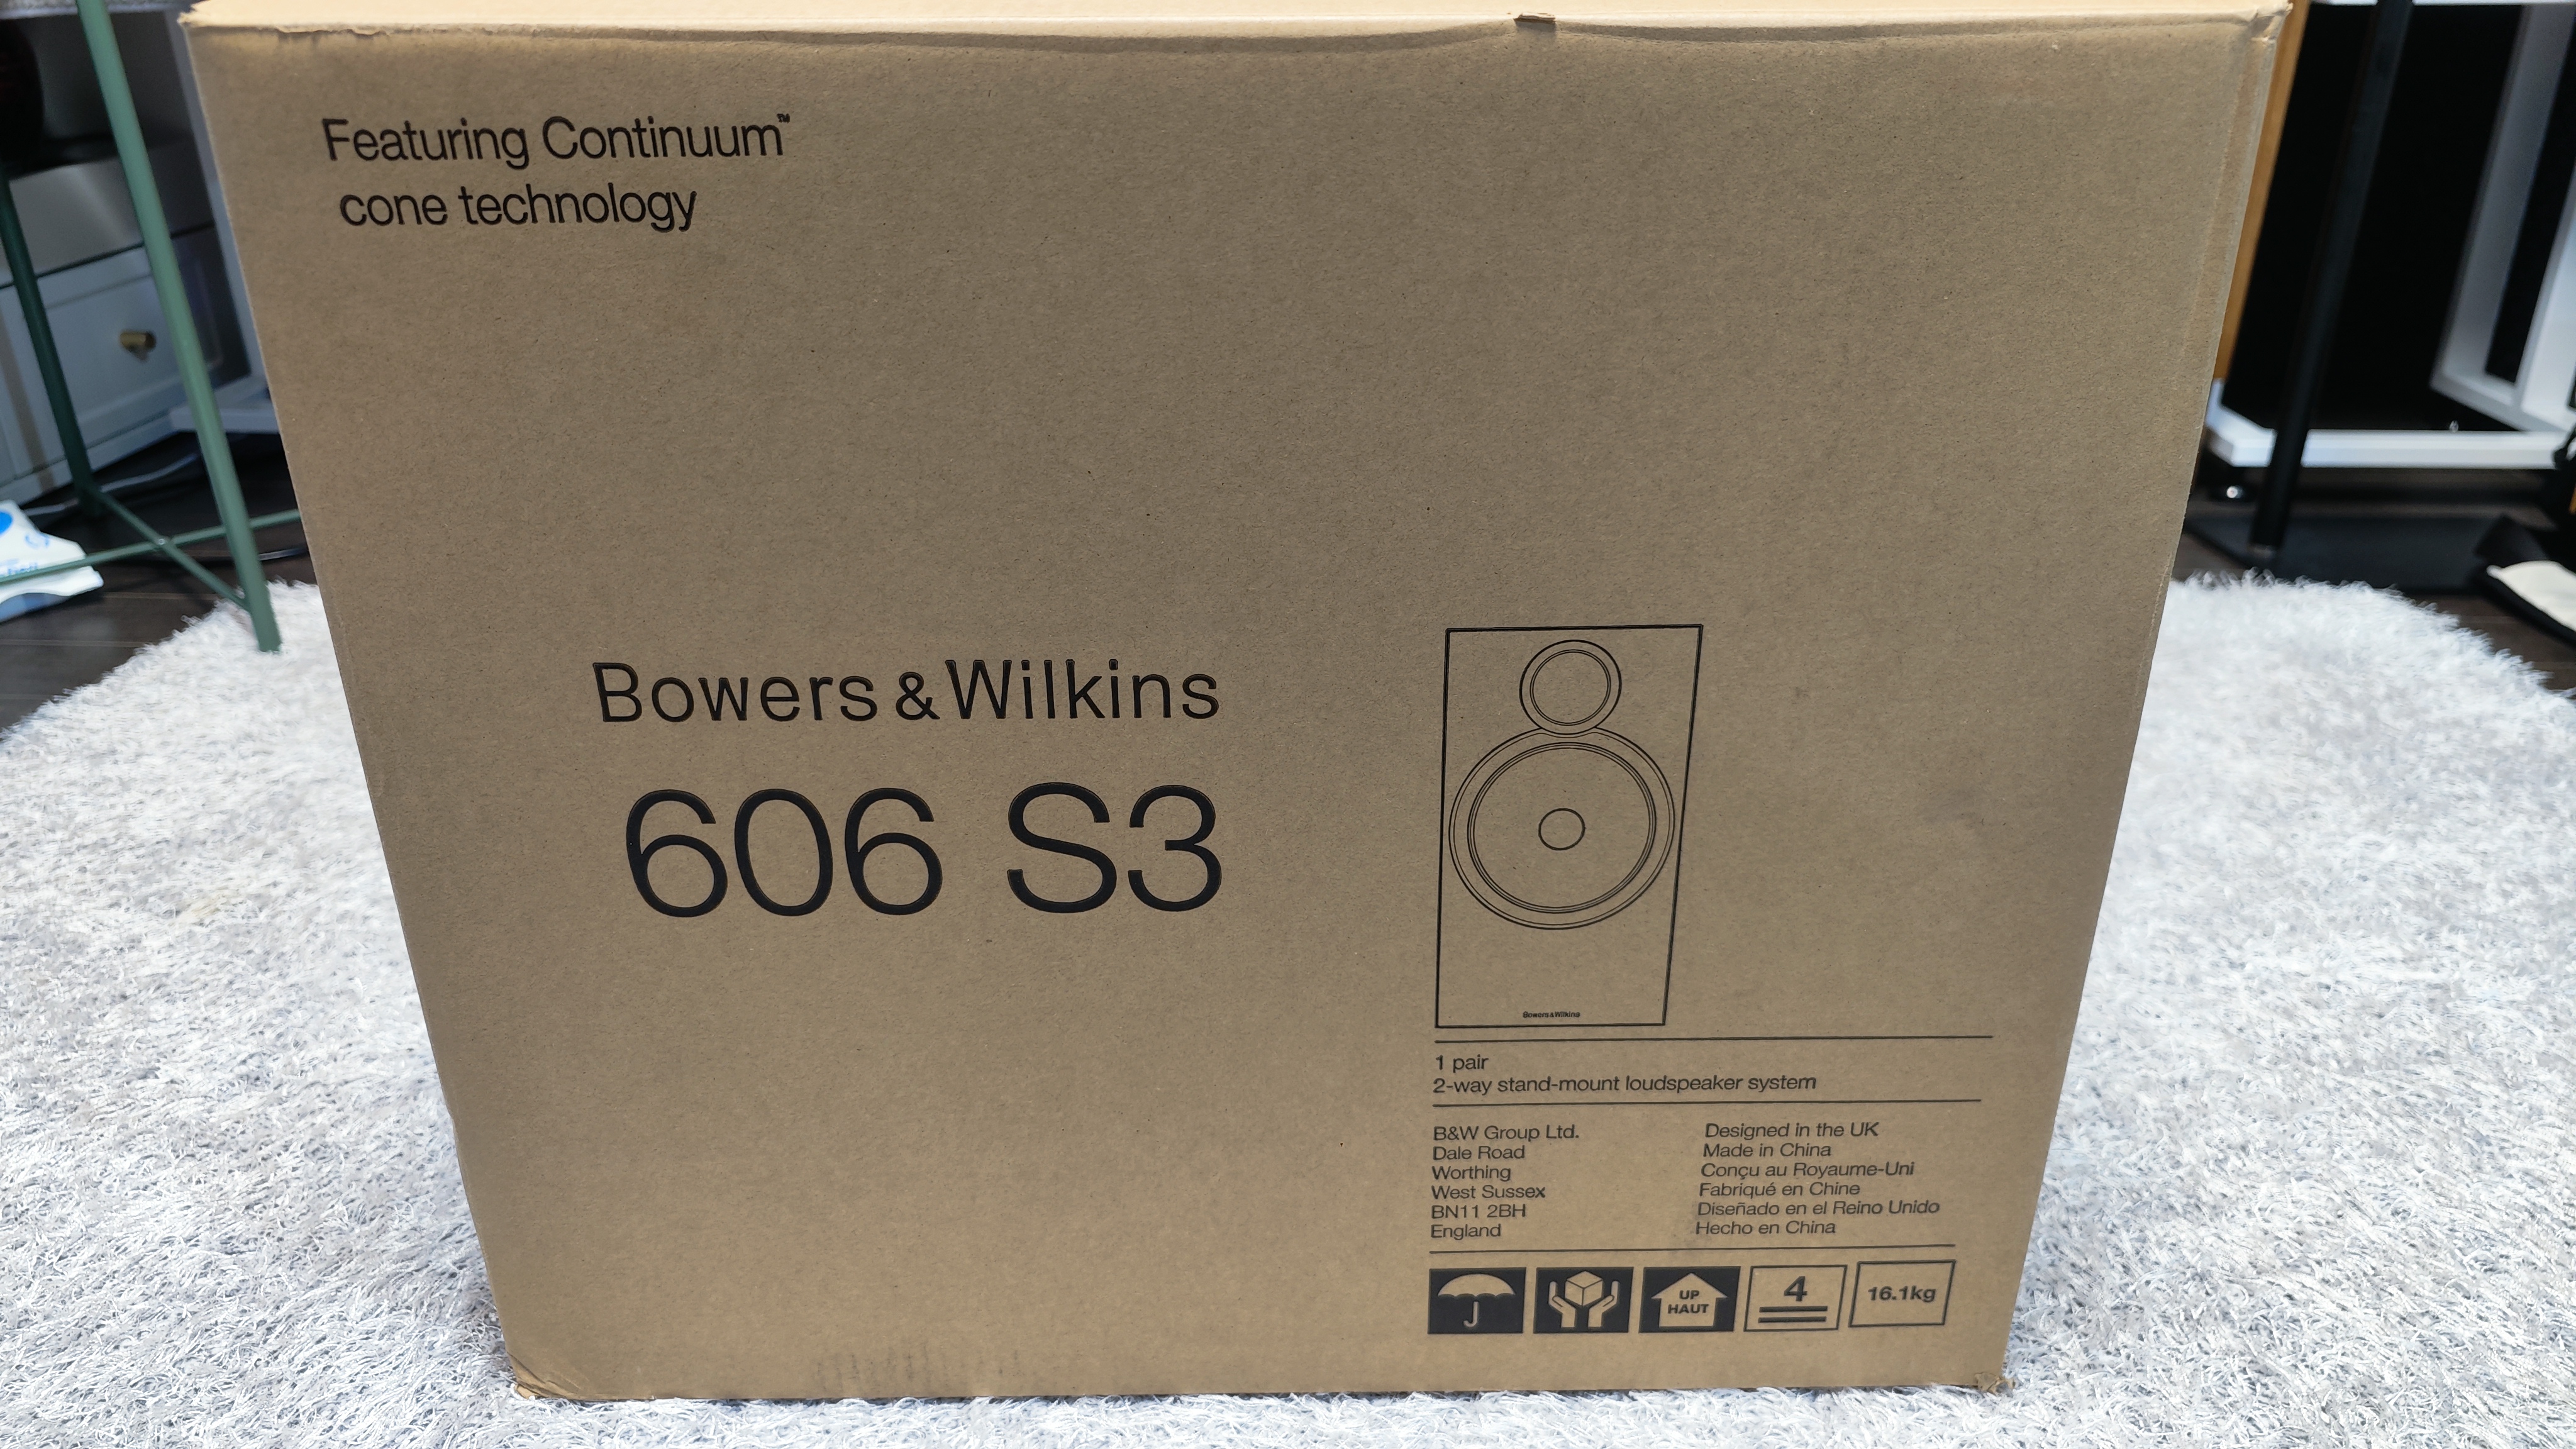 Featuring Continuum™
cone technology
Bowers & Wilkins
606 S3
Bowers & Wilkins
1 pair
2-way stand-mount loudspeaker system
B&W Group Ltd.
Dale Road
Worthing
West Sussex
BN11 2BH
England
Designed in the UK
Made in China
Conçu au Royaume-Uni
Fabriqué en Chine
Diseñado en el Reino Unido
Hecho en China
UP
HAUT
4
16.1kg